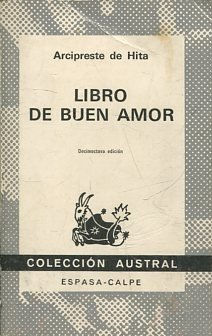 Arcipreste de Hita
LIBRO
DE BUEN AMOR
Decimoctava edición
COLECCIÓN AUSTRAL
ESPASA-CALPE